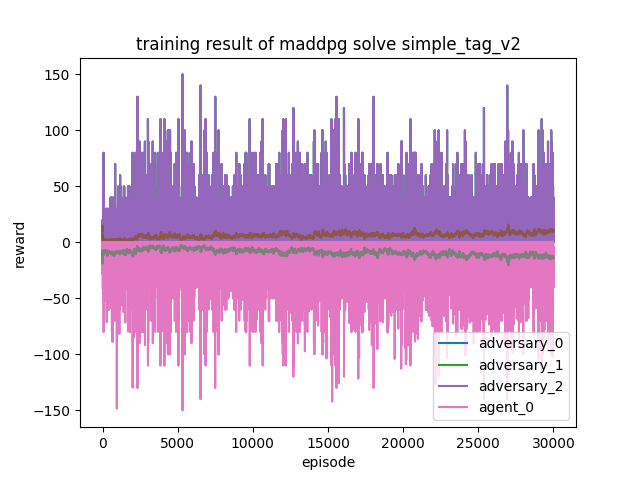 training result of maddpg solve simple_tag_v2
reward
150
100
50
0
−50
−100
−150
adversary_0
adversary_1
adversary_2
agent_0
0 5000 10000 15000 20000 25000 30000
episode